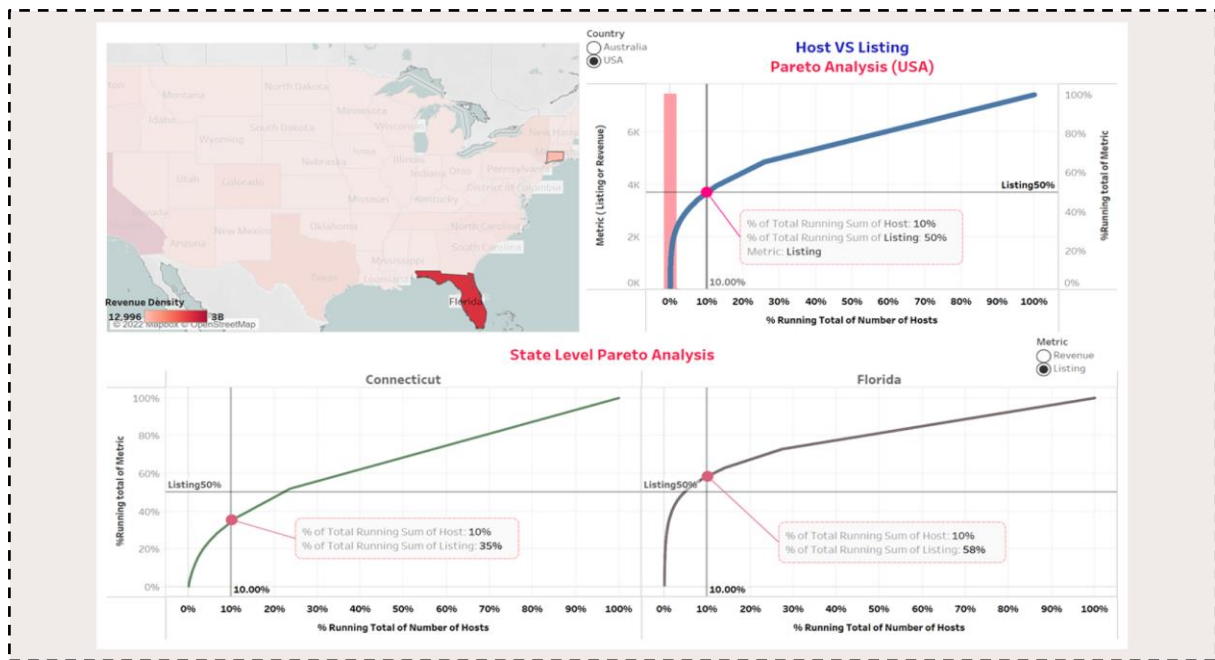 Country
Australia
USA
Host VS Listing
Pareto Analysis (USA)
Montana
North Dakota
Minnesota
Idaho
South Dakota
Wisconsin
Wyoming
Iowa
Nebraska
Illinois
Indiana
Ohio
Pennsylvania
District of Columbia
Utah
Colorado
Missouri
Kentucky
Nevada
Oklahoma
North Carolina
Arizona
New Mexico
South Carolina
Mississippi
Texas
Louisiana
Florida
Revenue Density
12,996
3B
© 2022 Mapbox © OpenStreetMap
Metric ( Listing or Revenue)
6K
4K
2K
0K
100%
80%
60%
40%
20%
0%
%Running total of Metric
Listing50%
% of Total Running Sum of Host: 10%
% of Total Running Sum of Listing: 50%
Metric: Listing
10.00%
0% 10% 20% 30% 40% 50% 60% 70% 80% 90% 100%
% Running Total of Number of Hosts
State Level Pareto Analysis
Metric
Revenue
Listing
Connecticut
Florida
%Running total of Metric
100%
80%
60%
40%
20%
0%
Listing50%
% of Total Running Sum of Host: 10%
% of Total Running Sum of Listing: 35%
10.00%
0% 10% 20% 30% 40% 50% 60% 70% 80% 90% 100%
% Running Total of Number of Hosts
Listing50%
% of Total Running Sum of Host: 10%
% of Total Running Sum of Listing: 58%
10.00%
0% 10% 20% 30% 40% 50% 60% 70% 80% 90% 100%
% Running Total of Number of Hosts